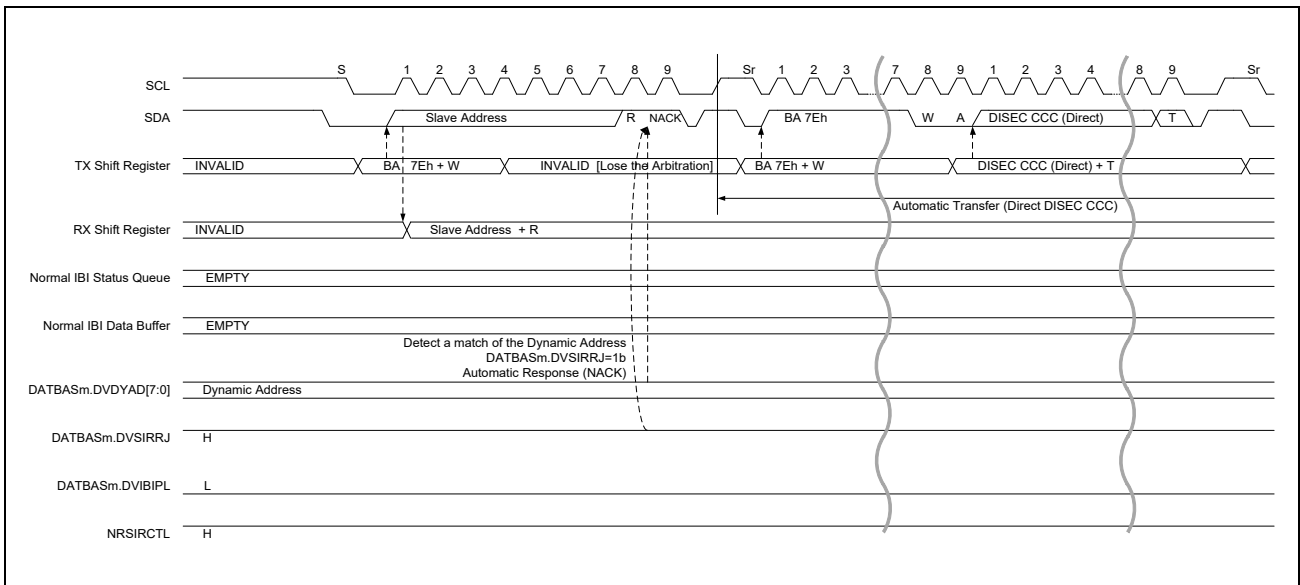 S 1 2 3 4 5 6 7 8 9 Sr 1 2 3 7 8 9 1 2 3 4 8 9 Sr
SCL
SDA Slave Address R NACK BA 7Eh W A DISEC CCC (Direct) T
TX Shift Register INVALID BA 7Eh + W INVALID [Lose the Arbitration] BA 7Eh + W DISEC CCC (Direct) + T
Automatic Transfer (Direct DISEC CCC)
RX Shift Register INVALID Slave Address + R
Normal IBI Status Queue EMPTY
Normal IBI Data Buffer EMPTY
Detect a match of the Dynamic Address
DATBASm.DVSIRRJ=1b
Automatic Response (NACK)
DATBASm.DVDYAD[7:0] Dynamic Address
DATBASm.DVSIRRJ H
DATBASm.DVIBIPL L
NRSIRCTL H